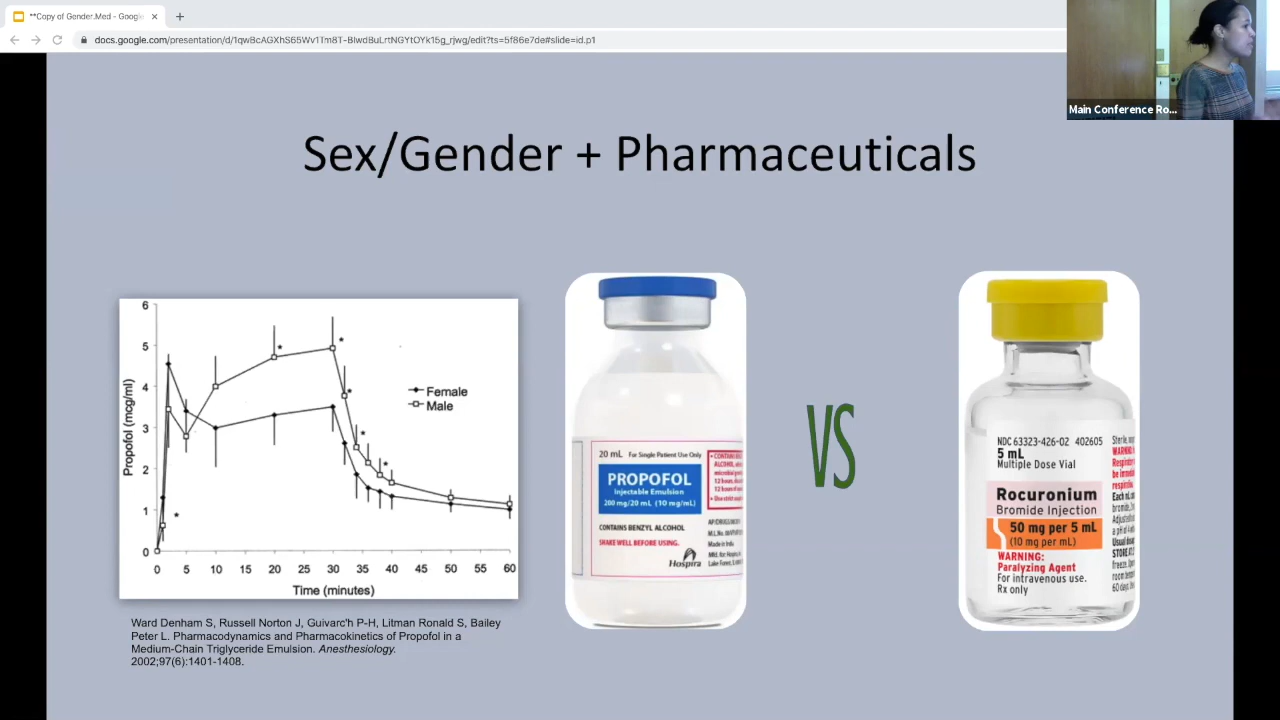 **Copy of Gender.Med - Google
docs.google.com/presentation/d/1qwBcAGXhS65Wv1Tm8T-BIwdBuLrtNGYtOYk15g_rjwg/edit?ts=5f86e7de#slide=id.p1
Main Conference Ro...
Sex/Gender + Pharmaceuticals
6
5
4
3
2
1
0
Propofol (mcg/ml)
Female
Male
0 5 10 15 20 25 30 35 40 45 50 55 60
Time (minutes)
Ward Denham S, Russell Norton J, Guivarc'h P-H, Litman Ronald S, Bailey
Peter L. Pharmacodynamics and Pharmacokinetics of Propofol in a
Medium-Chain Triglyceride Emulsion. Anesthesiology.
2002;97(6):1401-1408.
20 mL For Single Patient Use Only
PROPOFOL
Injectable Emulsion
200 mg/20 mL (10 mg/mL)
CONTAINS BENZYL ALCOHOL
SHAKE WELL BEFORE USING.
Hospira
Made in India
VS
NDC 63323-426-02 402605
5 mL
Multiple Dose Vial
Rocuronium
Bromide Injection
50 mg per 5 mL
(10 mg per mL)
WARNING:
Paralyzing Agent
For intravenous use.
Rx only